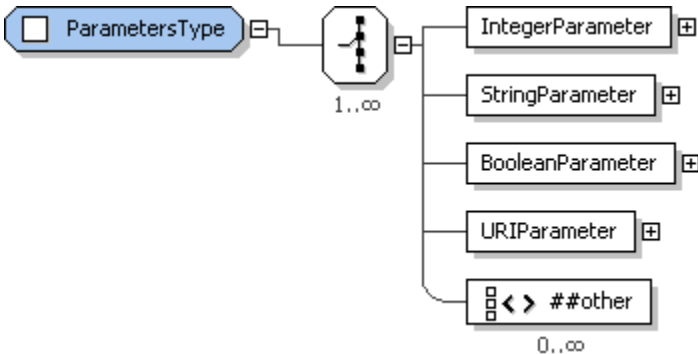 ParametersType
1..∞
IntegerParameter
StringParameter
BooleanParameter
URIParameter
##other
0..∞